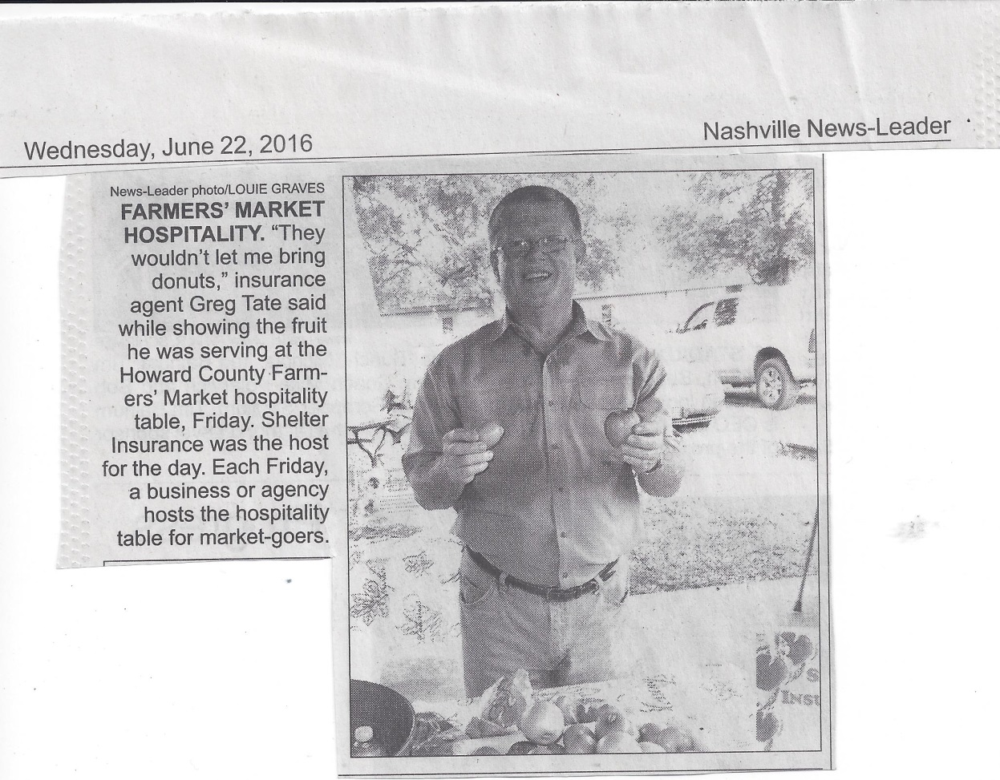 Wednesday, June 22, 2016
Nashville News-Leader
News-Leader photo/LOUIE GRAVES
FARMERS’ MARKET
HOSPITALITY. “They
wouldn’t let me bring
donuts,” insurance
agent Greg Tate said
while showing the fruit
he was serving at the
Howard County Farm-
ers’ Market hospitality
table, Friday. Shelter
Insurance was the host
for the day. Each Friday,
a business or agency
hosts the hospitality
table for market-goers.
S
INSU